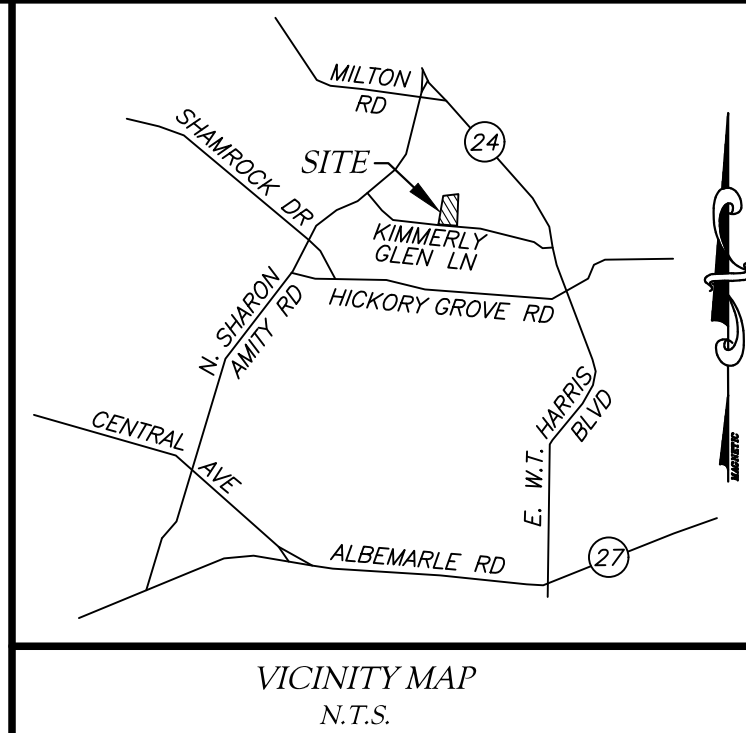 MILTON
RD
SHAMROCK DR
24
SITE
KIMMERLY
GLEN LN
N. SHARON
AMITY RD
HICKORY GROVE RD
E. W.T. HARRIS
BLVD
CENTRAL AVE
ALBEMARLE RD
27
MAGNETIC
VICINITY MAP
N.T.S.